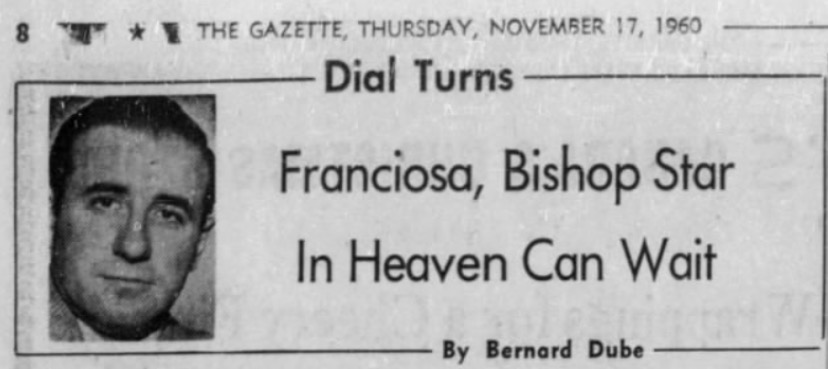 8 ★ THE GAZETTE, THURSDAY, NOVEMBER 17, 1960
Dial Turns
Franciosa, Bishop Star
In Heaven Can Wait
By Bernard Dube